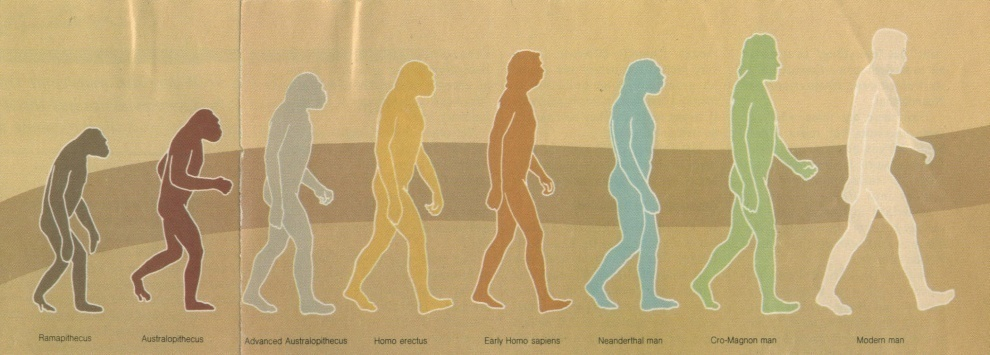 Ramapithecus
Australopithecus
Advanced Australopithecus
Homo erectus
Early Homo sapiens
Neanderthal man
Cro-Magnon man
Modern man